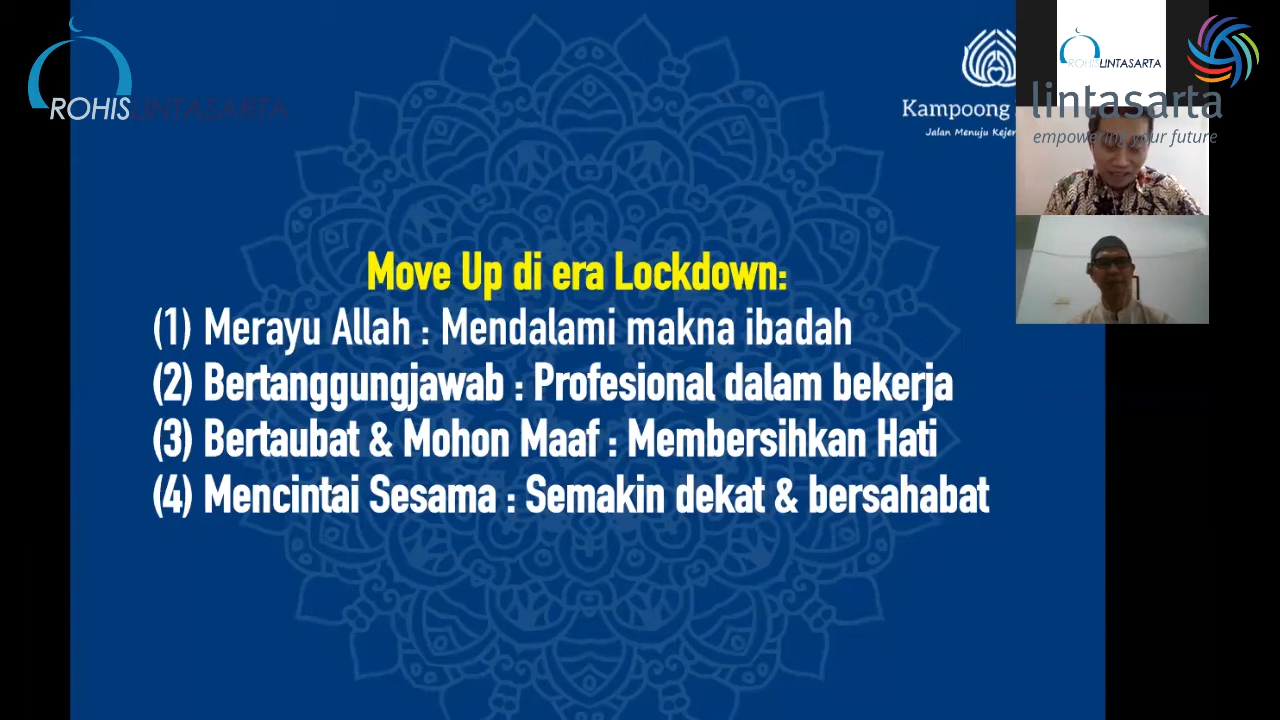 ROHIS LINTASARTA
Kampoong
Jalan Menuju
ROHIS LINTASARTA
lintasarta
empowering your future
Move Up di era Lockdown:
(1) Merayu Allah : Mendalami makna ibadah
(2) Bertanggungjawab : Profesional dalam bekerja
(3) Bertaubat & Mohon Maaf : Membersihkan Hati
(4) Mencintai Sesama : Semakin dekat & bersahabat